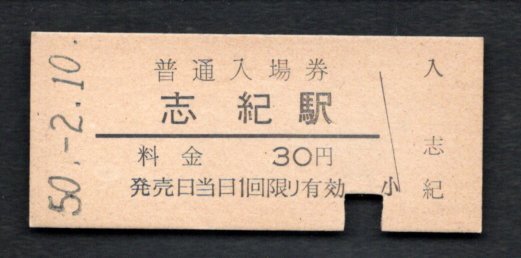 50.-2.10.
普通入場券
志紀駅
料金 30円
発売日当日1回限り有効 小
入
志
紀